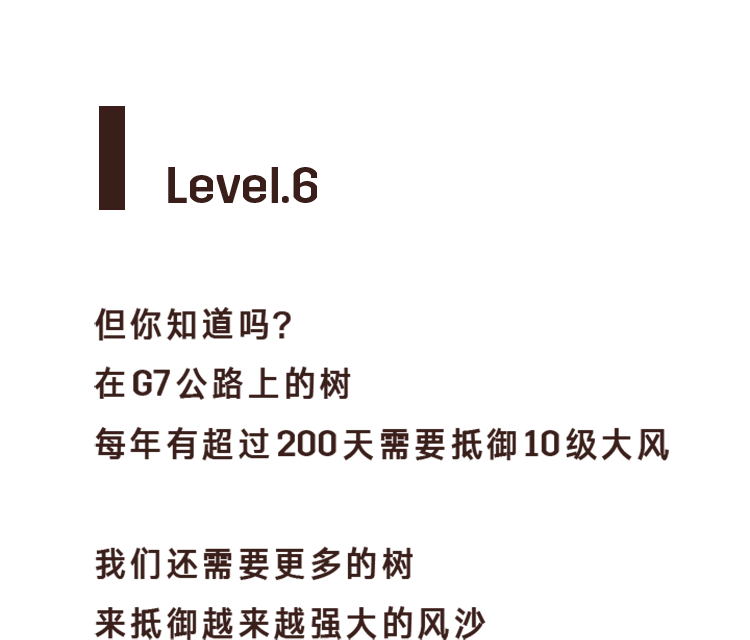 Level.6
但你知道吗?
在G7公路上的树
每年有超过200天需要抵御10级大风
我们还需要更多的树
来抵御越来越强大的风沙